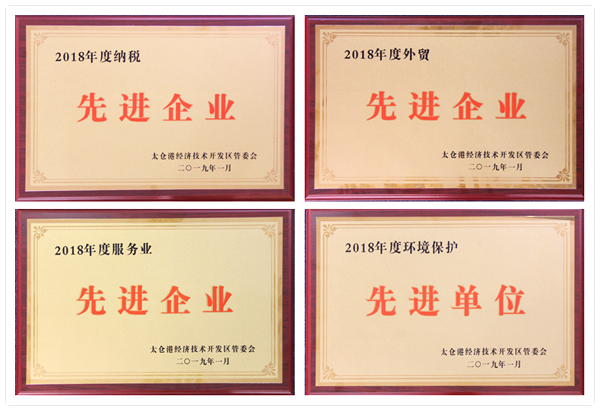 2018年度纳税
先进企业
太仓港经济技术开发区管委会
二〇一九年一月
2018年度外贸
先进企业
太仓港经济技术开发区管委会
二〇一九年一月
2018年度服务业
先进企业
太仓港经济技术开发区管委会
二〇一九年一月
2018年度环境保护
先进单位
太仓港经济技术开发区管委会
二〇一九年一月